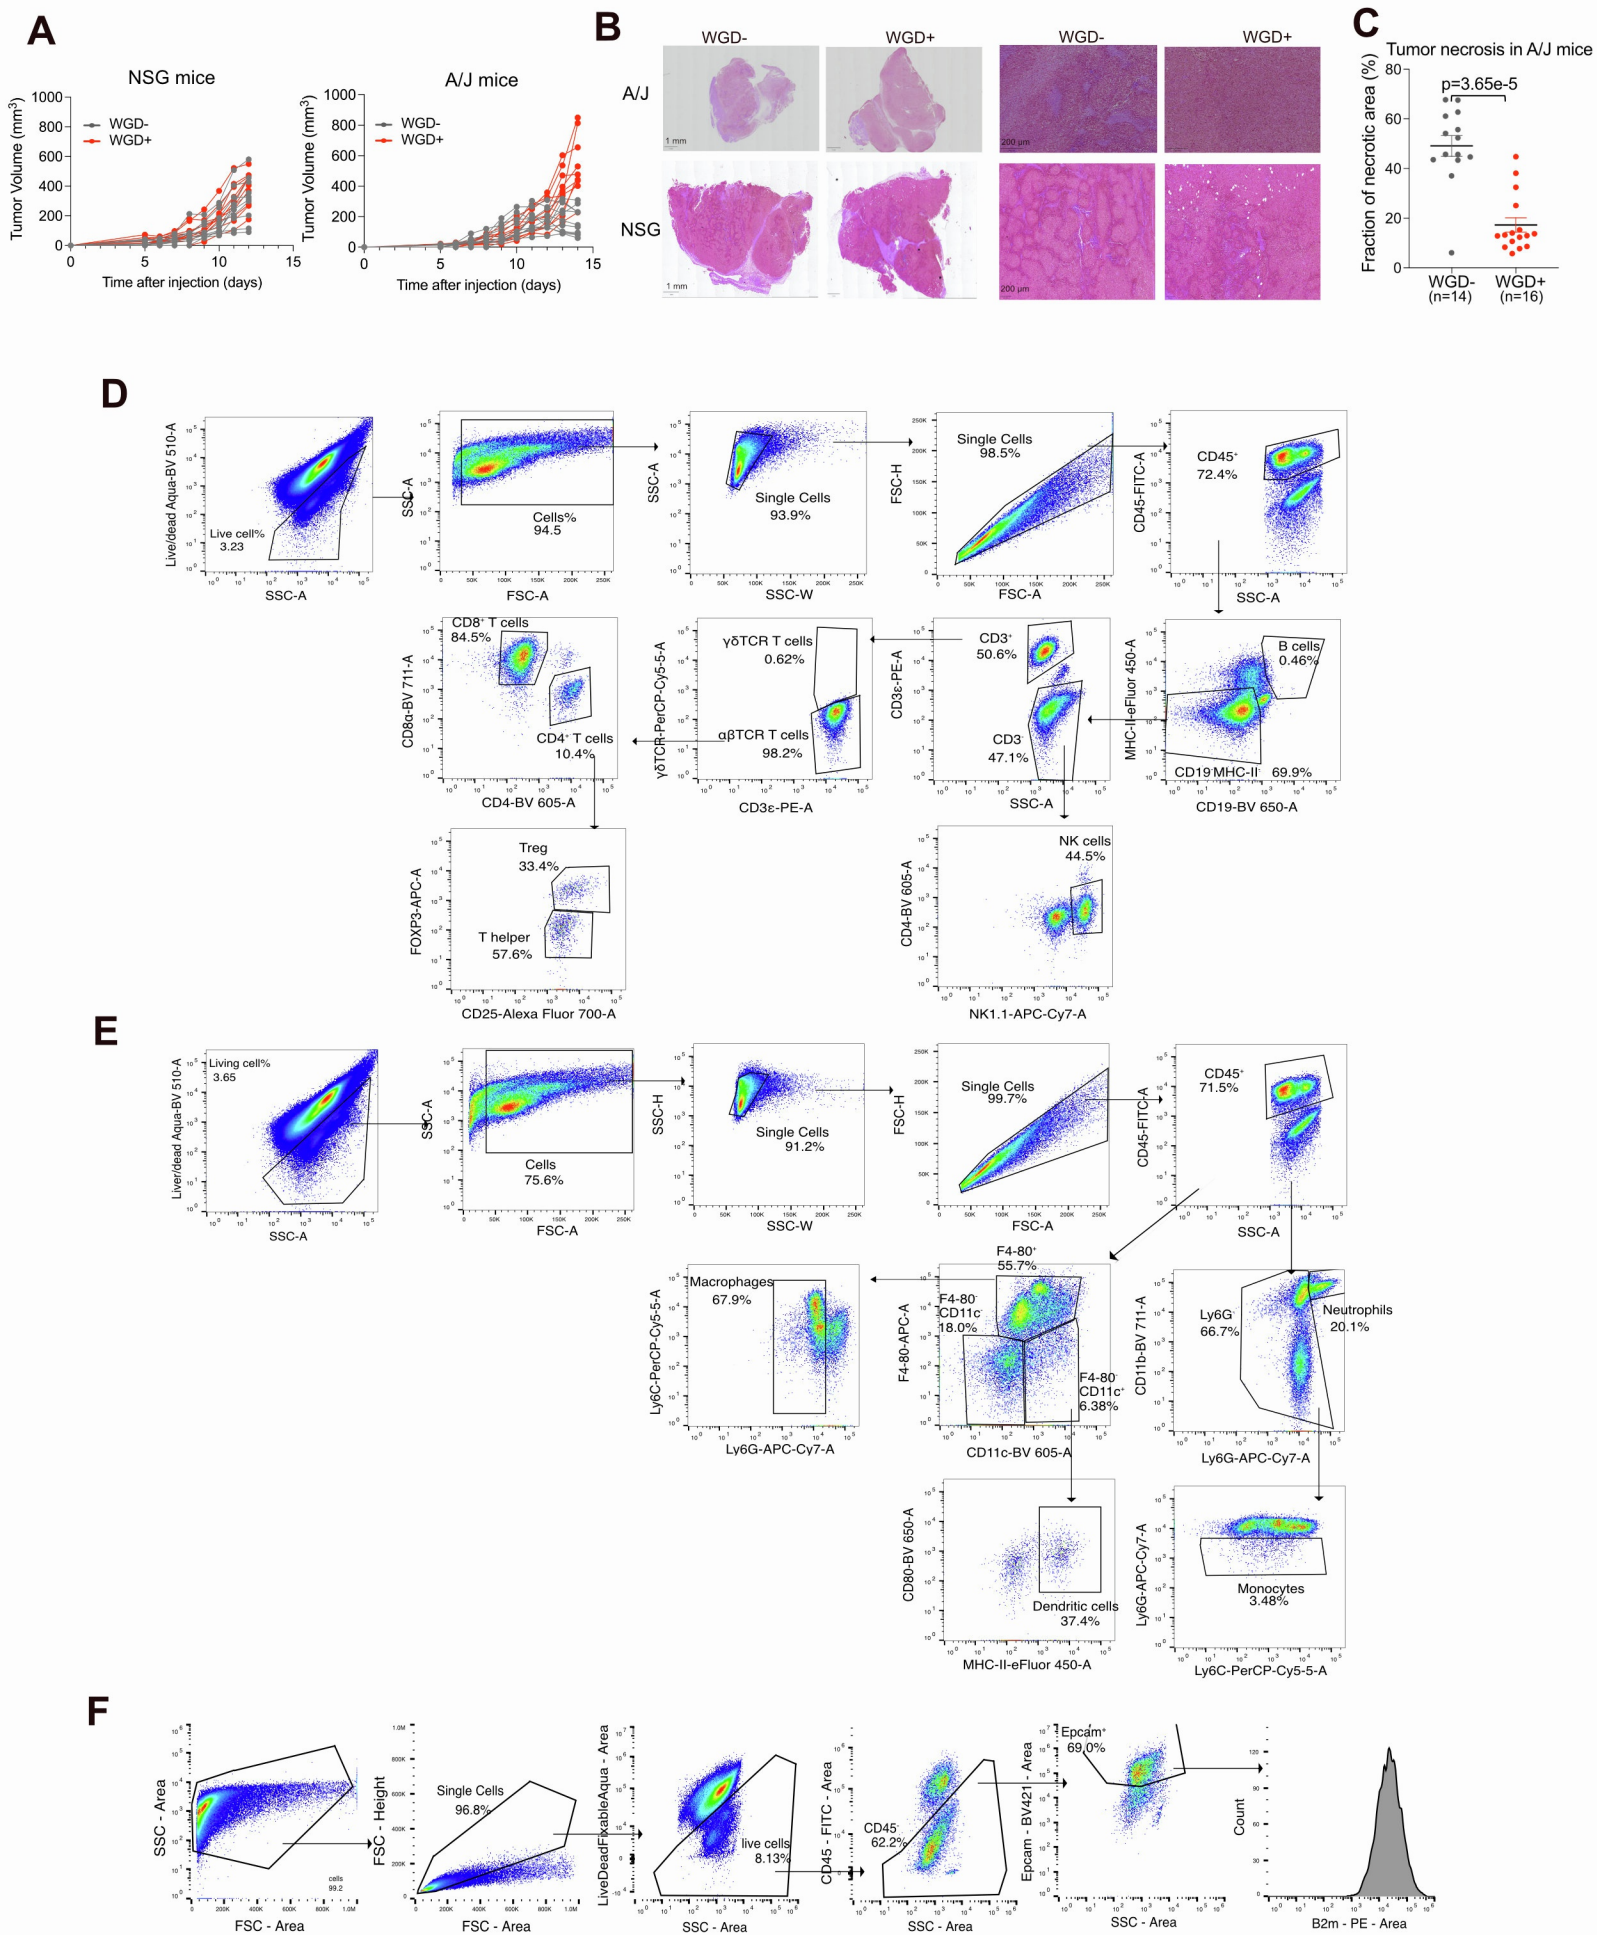 A
NSG mice
A/J mice
Tumor Volume (mm³)
1000
800
600
400
200
0
WGD-
WGD+
0
5
10
15
Time after injection (days)
Tumor Volume (mm³)
1000
800
600
400
200
0
WGD-
WGD+
0
5
10
15
Time after injection (days)
B
WGD-
WGD+
WGD-
WGD+
A/J
NSG
1 mm
200 µm
1 mm
200 µm
C
Tumor necrosis in A/J mice
p=3.65e-5
Fraction of necrotic area (%)
80
60
40
20
0
WGD-
(n=14)
WGD+
(n=16)
D
Live/dead Aqua-BV 510-A
Live cell%
3.23
SSC-A
SSC-A
Cells%
94.5
FSC-A
SSC-A
Single Cells
93.9%
SSC-W
FSC-H
Single Cells
98.5%
FSC-A
CD45-FITC-A
CD45⁺
72.4%
SSC-A
CD8⁺ T cells
84.5%
CD8α-BV 711-A
CD4⁺ T cells
10.4%
CD4-BV 605-A
γδTCR-PerCP-Cy5-5-A
γδTCR T cells
0.62%
αβTCR T cells
98.2%
CD3ε-PE-A
CD3ε-PE-A
CD3⁺
50.6%
CD3⁻
47.1%
SSC-A
MHC-II-eFluor 450-A
B cells
0.46%
CD19⁻MHC-II⁻ 69.9%
CD19-BV 650-A
FOXP3-APC-A
Treg
33.4%
T helper
57.6%
CD25-Alexa Fluor 700-A
CD4-BV 605-A
NK cells
44.5%
NK1.1-APC-Cy7-A
E
Liver/dead Aqua-BV 510-A
Living cell%
3.65
SSC-A
SSC-A
Cells
75.6%
FSC-A
SSC-H
Single Cells
91.2%
SSC-W
FSC-H
Single Cells
99.7%
FSC-A
CD45-FITC-A
CD45⁺
71.5%
SSC-A
Ly6C-PerCP-Cy5-5-A
Macrophages
67.9%
Ly6G-APC-Cy7-A
F4-80-APC-A
F4-80⁺
55.7%
F4-80⁻
CD11c⁻
18.0%
F4-80⁻
CD11c⁺
6.38%
CD11c-BV 605-A
CD11b-BV 711-A
Ly6G⁻
66.7%
Neutrophils
20.1%
Ly6G-APC-Cy7-A
CD80-BV 650-A
Dendritic cells
37.4%
MHC-II-eFluor 450-A
Ly6G-APC-Cy7-A
Monocytes
3.48%
Ly6C-PerCP-Cy5-5-A
F
SSC - Area
cells
99.2
FSC - Area
FSC - Height
Single Cells
96.8%
FSC - Area
LiveDeadFixableAqua - Area
live cells
8.13%
SSC - Area
CD45 - FITC - Area
CD45⁻
62.2%
SSC - Area
Epcam - BV421 - Area
Epcam⁺
69.0%
SSC - Area
Count
120
90
60
30
0
B2m - PE - Area